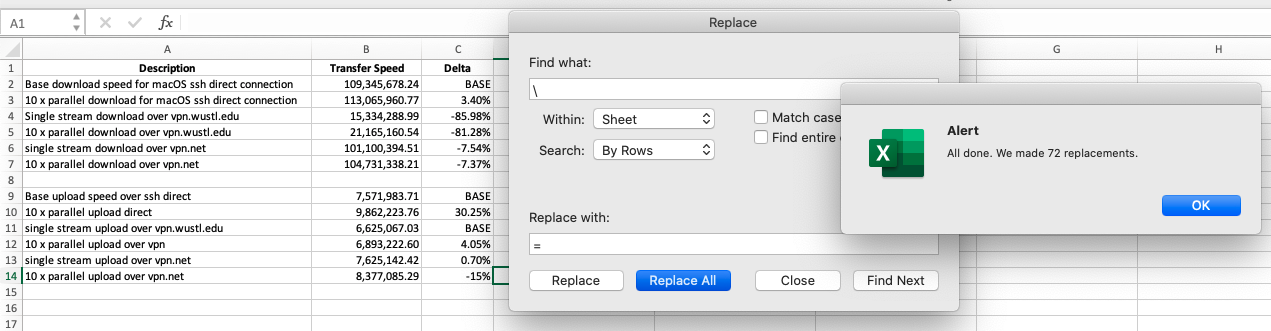 A1 fx
A B C G H
1 Description Transfer Speed Delta
2 Base download speed for macOS ssh direct connection 109,345,678.24 BASE
3 10 x parallel download for macOS ssh direct connection 113,065,960.77 3.40%
4 Single stream download over vpn.wustl.edu 15,334,288.99 -85.98%
5 10 x parallel download over vpn.wustl.edu 21,165,160.54 -81.28%
6 single stream download over vpn.net 101,100,394.51 -7.54%
7 10 x parallel download over vpn.net 104,731,338.21 -7.37%
8
9 Base upload speed over ssh direct 7,571,983.71 BASE
10 10 x parallel upload direct 9,862,223.76 30.25%
11 single stream upload over vpn.wustl.edu 6,625,067.03 BASE
12 10 x parallel upload over vpn 6,893,222.60 4.05%
13 single stream upload over vpn.net 7,625,142.42 0.70%
14 10 x parallel upload over vpn.net 8,377,085.29 -15%
15
16
17
Replace
Find what:
\
Within: Sheet Match case
Search: By Rows Find entire
Replace with:
=
Replace Replace All Close Find Next
Alert
X All done. We made 72 replacements.
OK